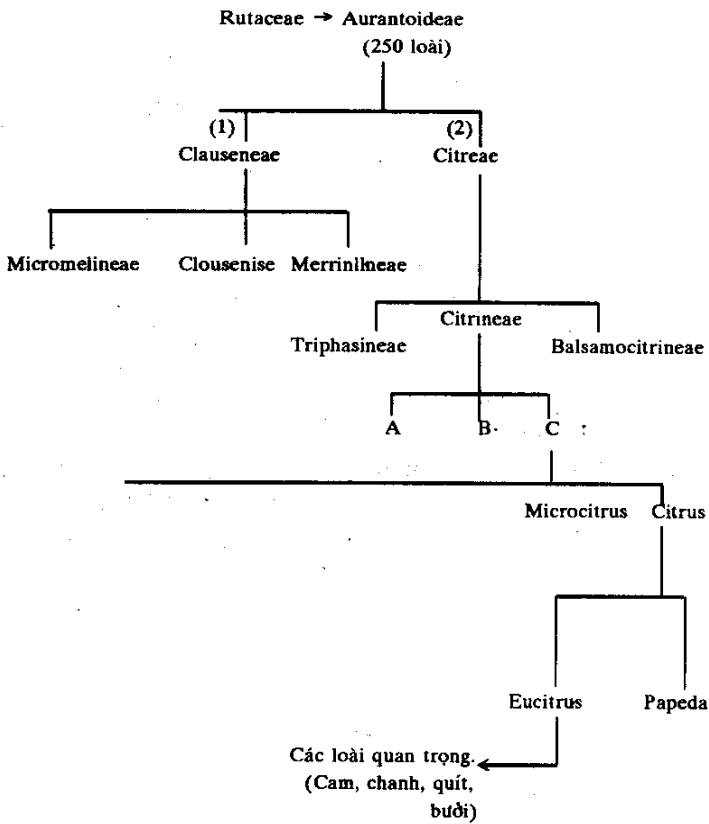 Rutaceae → Aurantoideae
(250 loài)
(1) (2)
Clauseneae Citreae
Micromelineae Clousenise Merrinilneae
Citrineae
Triphasineae Balsamocitrineae
A B C :
Microcitrus Citrus
Eucitrus Papeda
Các loài quan trọng.
(Cam, chanh, quít,
bưởi)